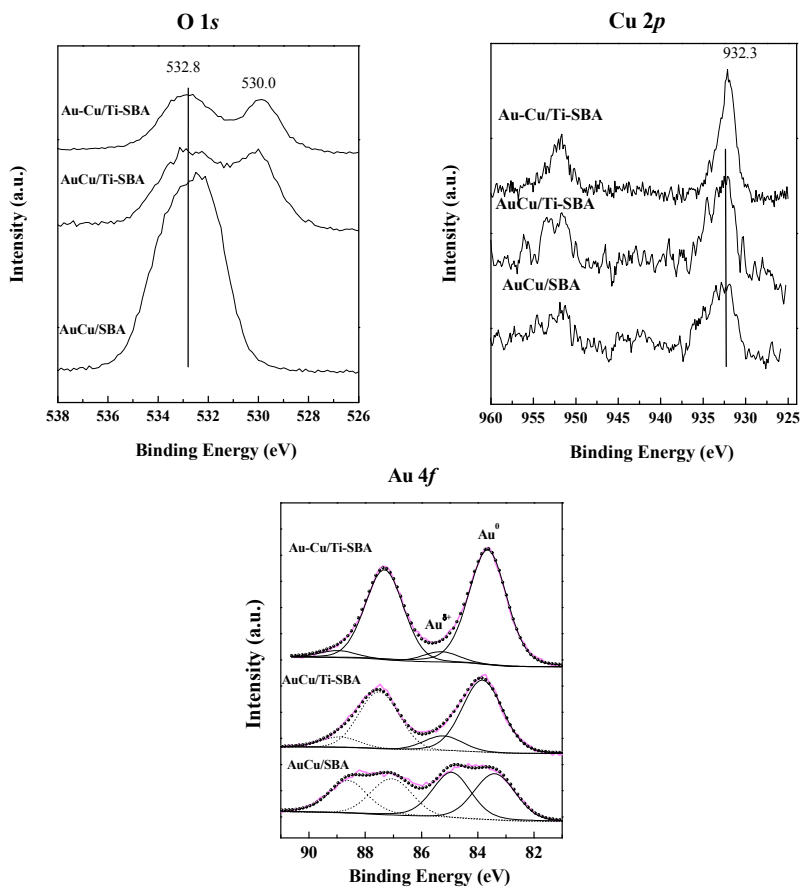 O 1s
532.8
530.0
Au-Cu/Ti-SBA
AuCu/Ti-SBA
AuCu/SBA
Intensity (a.u.)
538 536 534 532 530 528 526
Binding Energy (eV)
Cu 2p
932.3
Au-Cu/Ti-SBA
AuCu/Ti-SBA
AuCu/SBA
Intensity (a.u.)
960 955 950 945 940 935 930 925
Binding Energy (eV)
Au 4f
Au⁰
Au-Cu/Ti-SBA
Au^δ+
AuCu/Ti-SBA
AuCu/SBA
Intensity (a.u.)
90 88 86 84 82
Binding Energy (eV)